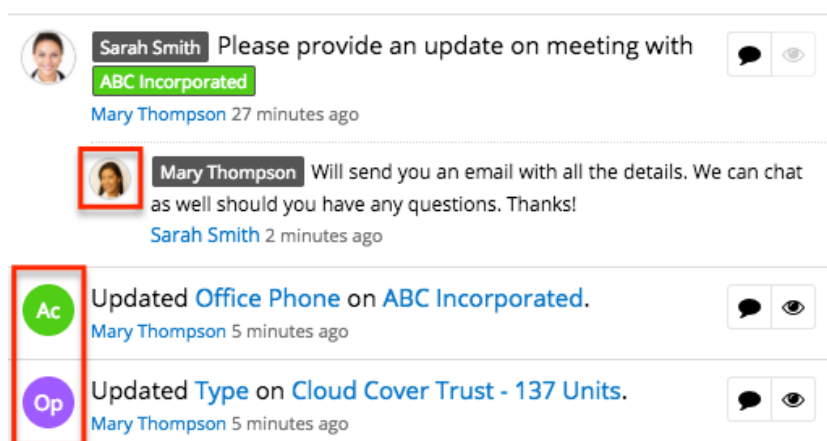 Sarah Smith Please provide an update on meeting with
ABC Incorporated
Mary Thompson 27 minutes ago
Mary Thompson Will send you an email with all the details. We can chat
as well should you have any questions. Thanks!
Sarah Smith 2 minutes ago
Ac
Updated Office Phone on ABC Incorporated.
Mary Thompson 5 minutes ago
Op
Updated Type on Cloud Cover Trust - 137 Units.
Mary Thompson 5 minutes ago